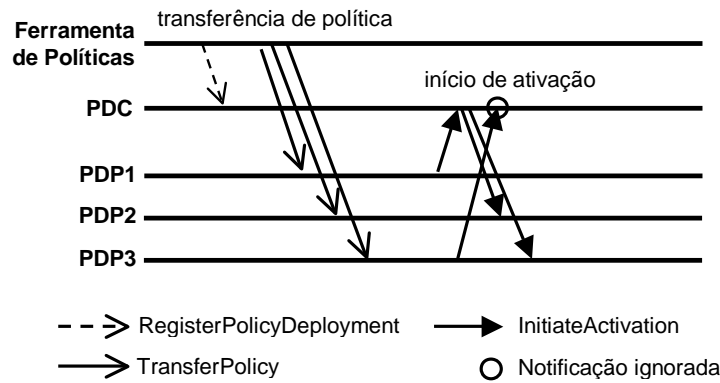 transferência de política
Ferramenta
de Políticas
início de ativação
PDC
PDP1
PDP2
PDP3
RegisterPolicyDeployment
InitiateActivation
TransferPolicy
Notificação ignorada